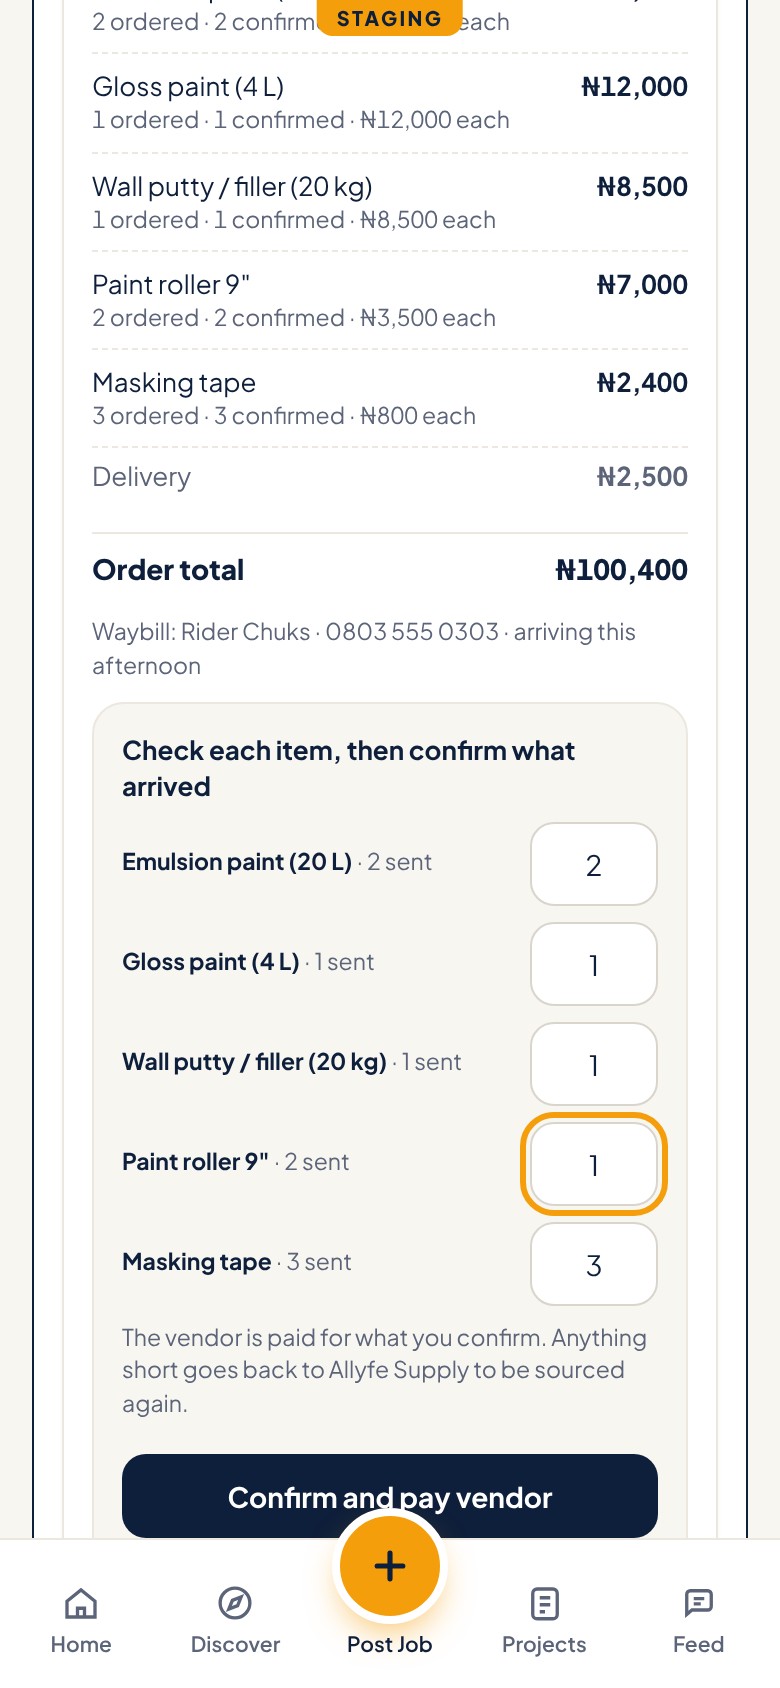 STAGING
2 ordered · 2 confirm each
Gloss paint (4 L) ₦12,000
1 ordered · 1 confirmed · ₦12,000 each
Wall putty / filler (20 kg) ₦8,500
1 ordered · 1 confirmed · ₦8,500 each
Paint roller 9" ₦7,000
2 ordered · 2 confirmed · ₦3,500 each
Masking tape ₦2,400
3 ordered · 3 confirmed · ₦800 each
Delivery ₦2,500
Order total ₦100,400
Waybill: Rider Chuks · 0803 555 0303 · arriving this
afternoon
Check each item, then confirm what
arrived
Emulsion paint (20 L) · 2 sent 2
Gloss paint (4 L) · 1 sent 1
Wall putty / filler (20 kg) · 1 sent 1
Paint roller 9" · 2 sent 1
Masking tape · 3 sent 3
The vendor is paid for what you confirm. Anything
short goes back to Allyfe Supply to be sourced
again.
Confirm and pay vendor
Home Discover Post Job Projects Feed